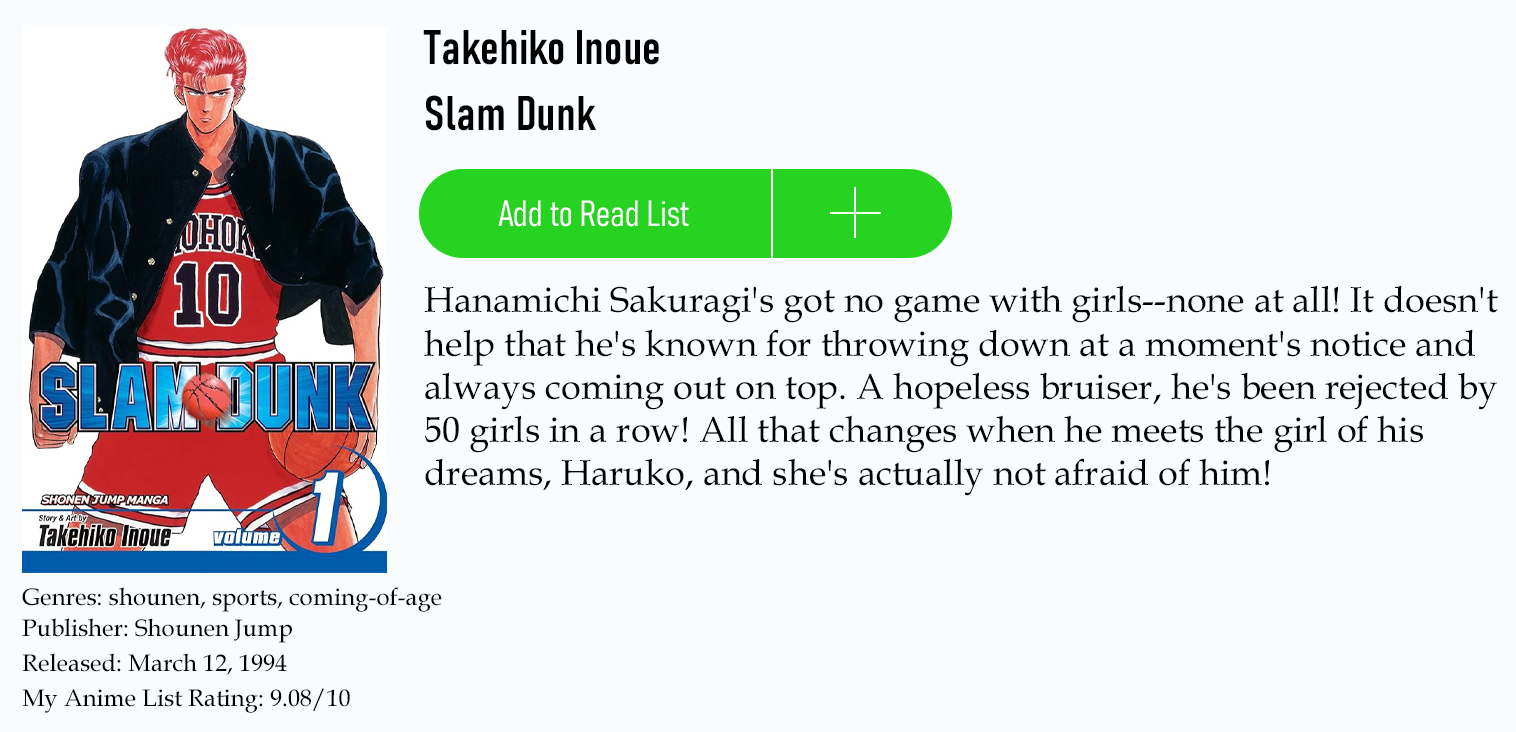 Takehiko Inoue
Slam Dunk
Add to Read List
Hanamichi Sakuragi's got no game with girls--none at all! It doesn't
help that he's known for throwing down at a moment's notice and
always coming out on top. A hopeless bruiser, he's been rejected by
50 girls in a row! All that changes when he meets the girl of his
dreams, Haruko, and she's actually not afraid of him!
OHOK
10
SLAM DUNK
SHONEN JUMP MANGA
Story & Art by
Takehiko Inoue
volume
1
Genres: shounen, sports, coming-of-age
Publisher: Shounen Jump
Released: March 12, 1994
My Anime List Rating: 9.08/10